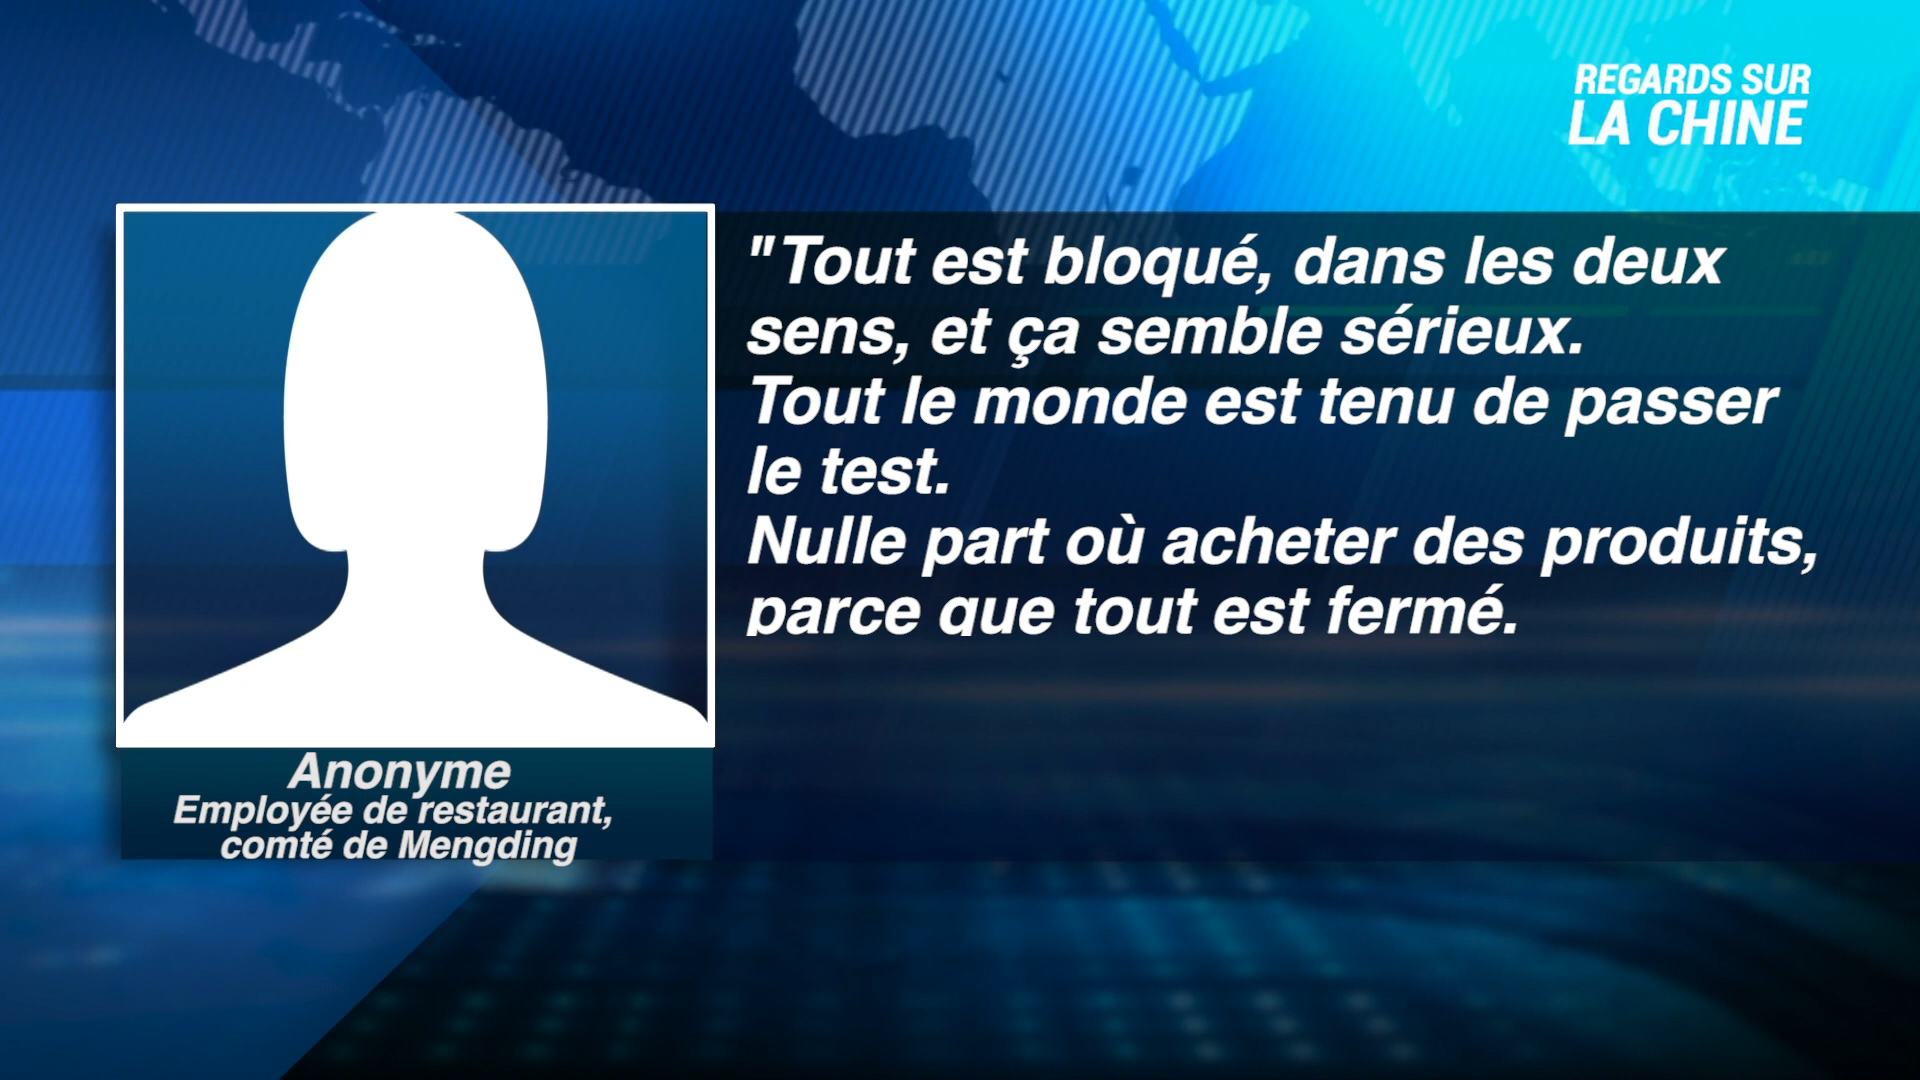 REGARDS SUR
LA CHINE
"Tout est bloqué, dans les deux
sens, et ça semble sérieux.
Tout le monde est tenu de passer
le test.
Nulle part où acheter des produits,
parce que tout est fermé.
Anonyme
Employée de restaurant,
comté de Mengding